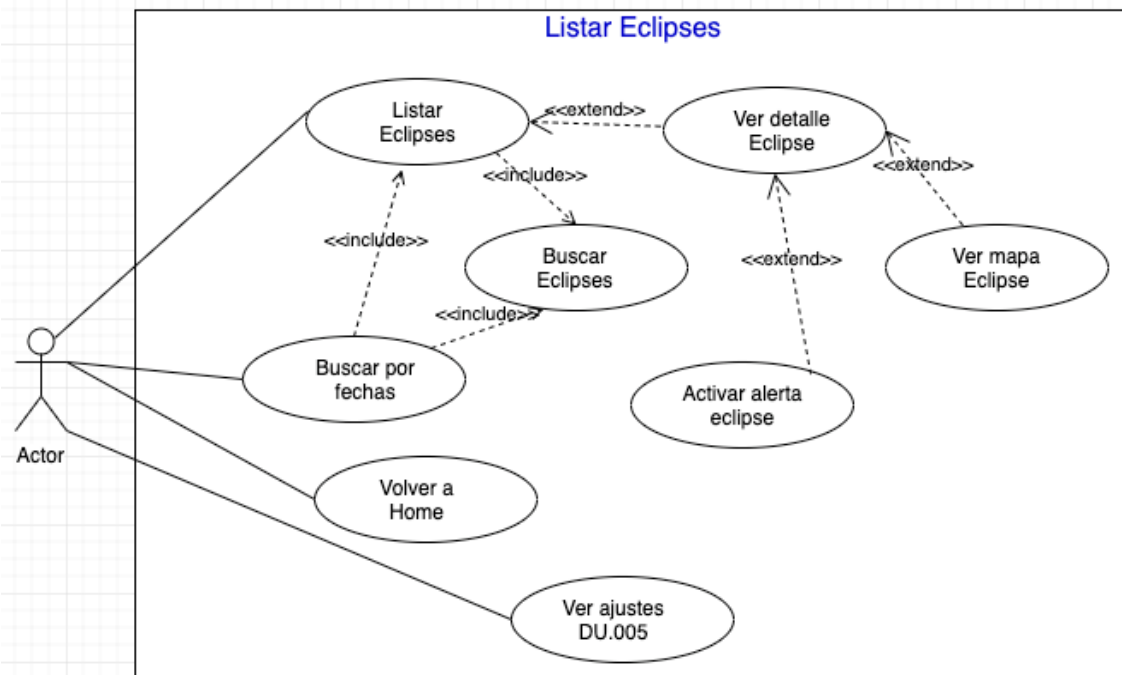 Listar Eclipses
Listar
Eclipses
<<extend>>
Ver detalle
Eclipse
<<include>>
<<extend>>
<<include>>
Buscar
Eclipses
<<extend>>
Ver mapa
Eclipse
<<include>>
Buscar por
fechas
Activar alerta
eclipse
Actor
Volver a
Home
Ver ajustes
DU.005